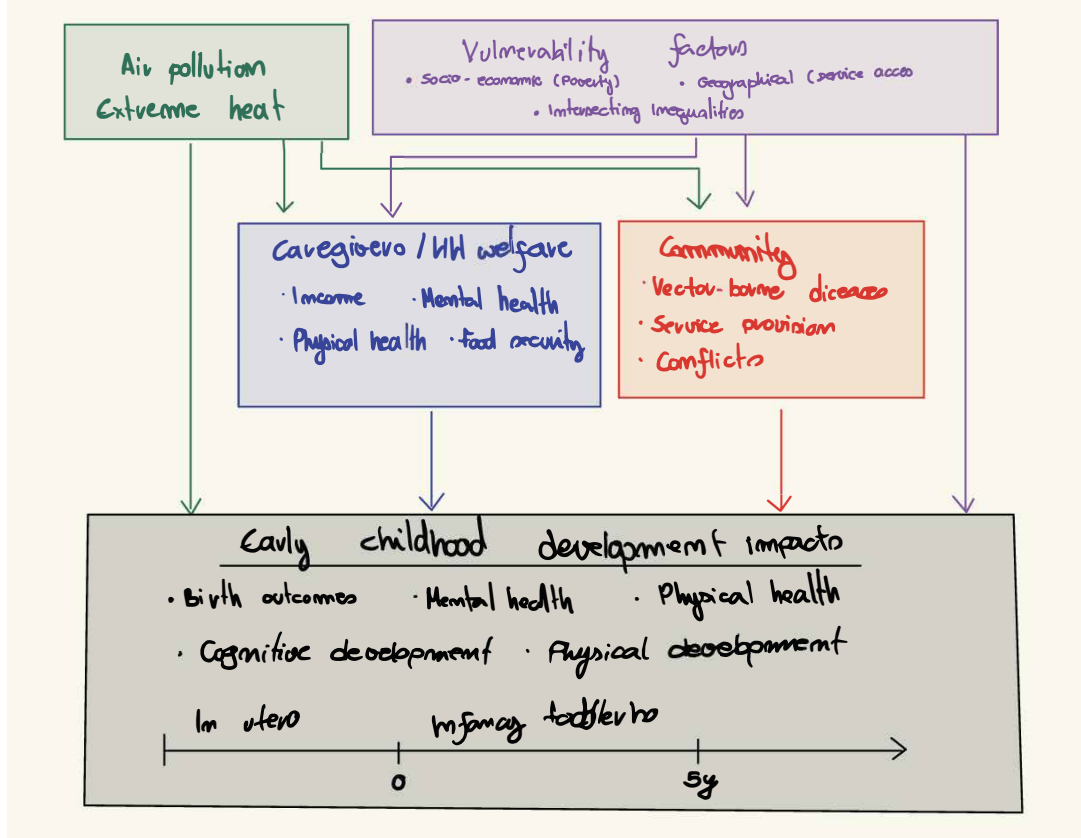 Air pollution
Extreme heat
Vulnerability factors
• Socio-economic (Poverty) • Geographical (service acces
• Intersecting Inequalities
Caregivers / HH welfare
· Income · Mental health
· Physical health · food security
Community
· Vector-borne diceases
· Service provision
· Conflicts
Early childhood development impacts
• Birth outcomes · Mental health · Physical health
· Cognitive development · Physical development
In utero Infancy toddlerho
0 5y